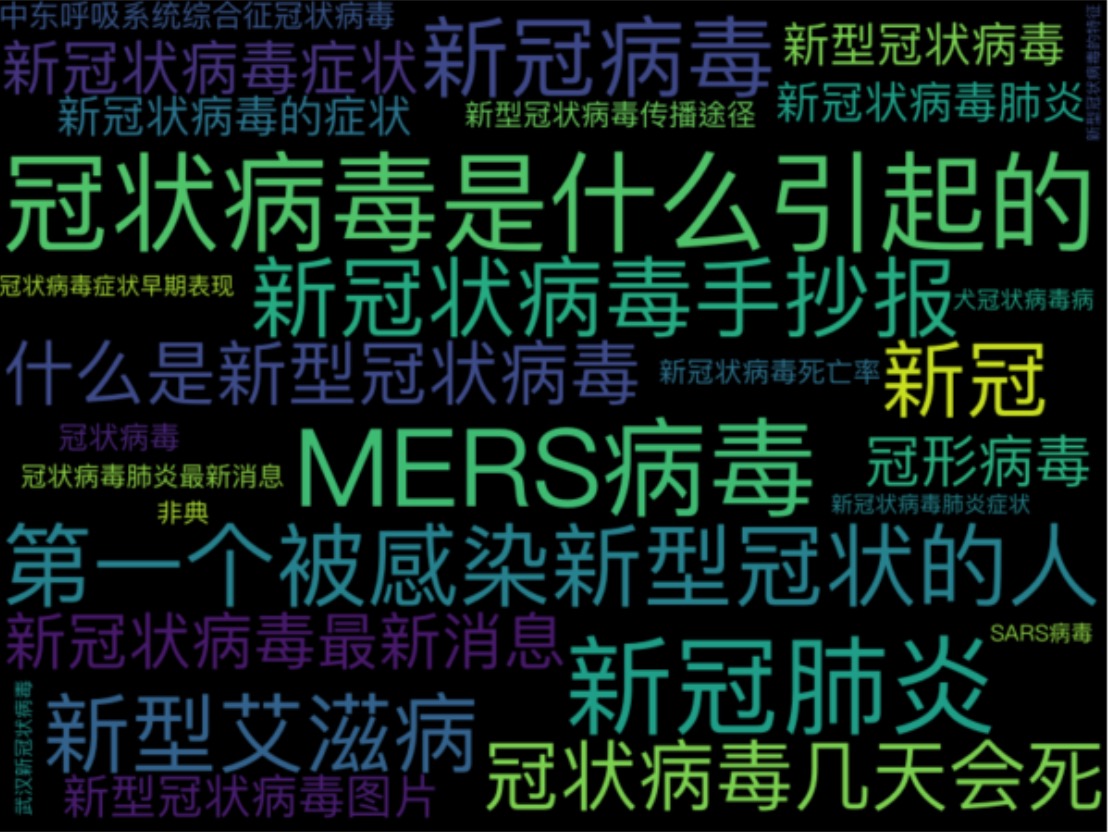 中东呼吸系统综合征冠状病毒
新冠状病毒症状
新冠病毒
新型冠状病毒
新型冠状病毒的特征
新冠状病毒的症状
新型冠状病毒传播途径
新冠状病毒肺炎
冠状病毒是什么引起的
冠状病毒症状早期表现
新冠状病毒手抄报
犬冠状病毒病
什么是新型冠状病毒
新冠状病毒死亡率
新冠
冠状病毒
MERS病毒
冠形病毒
冠状病毒肺炎最新消息
新冠状病毒肺炎症状
非典
第一个被感染新型冠状的人
新冠状病毒最新消息
新冠肺炎
SARS病毒
武汉新冠状病毒
新型艾滋病
冠状病毒几天会死
新型冠状病毒图片